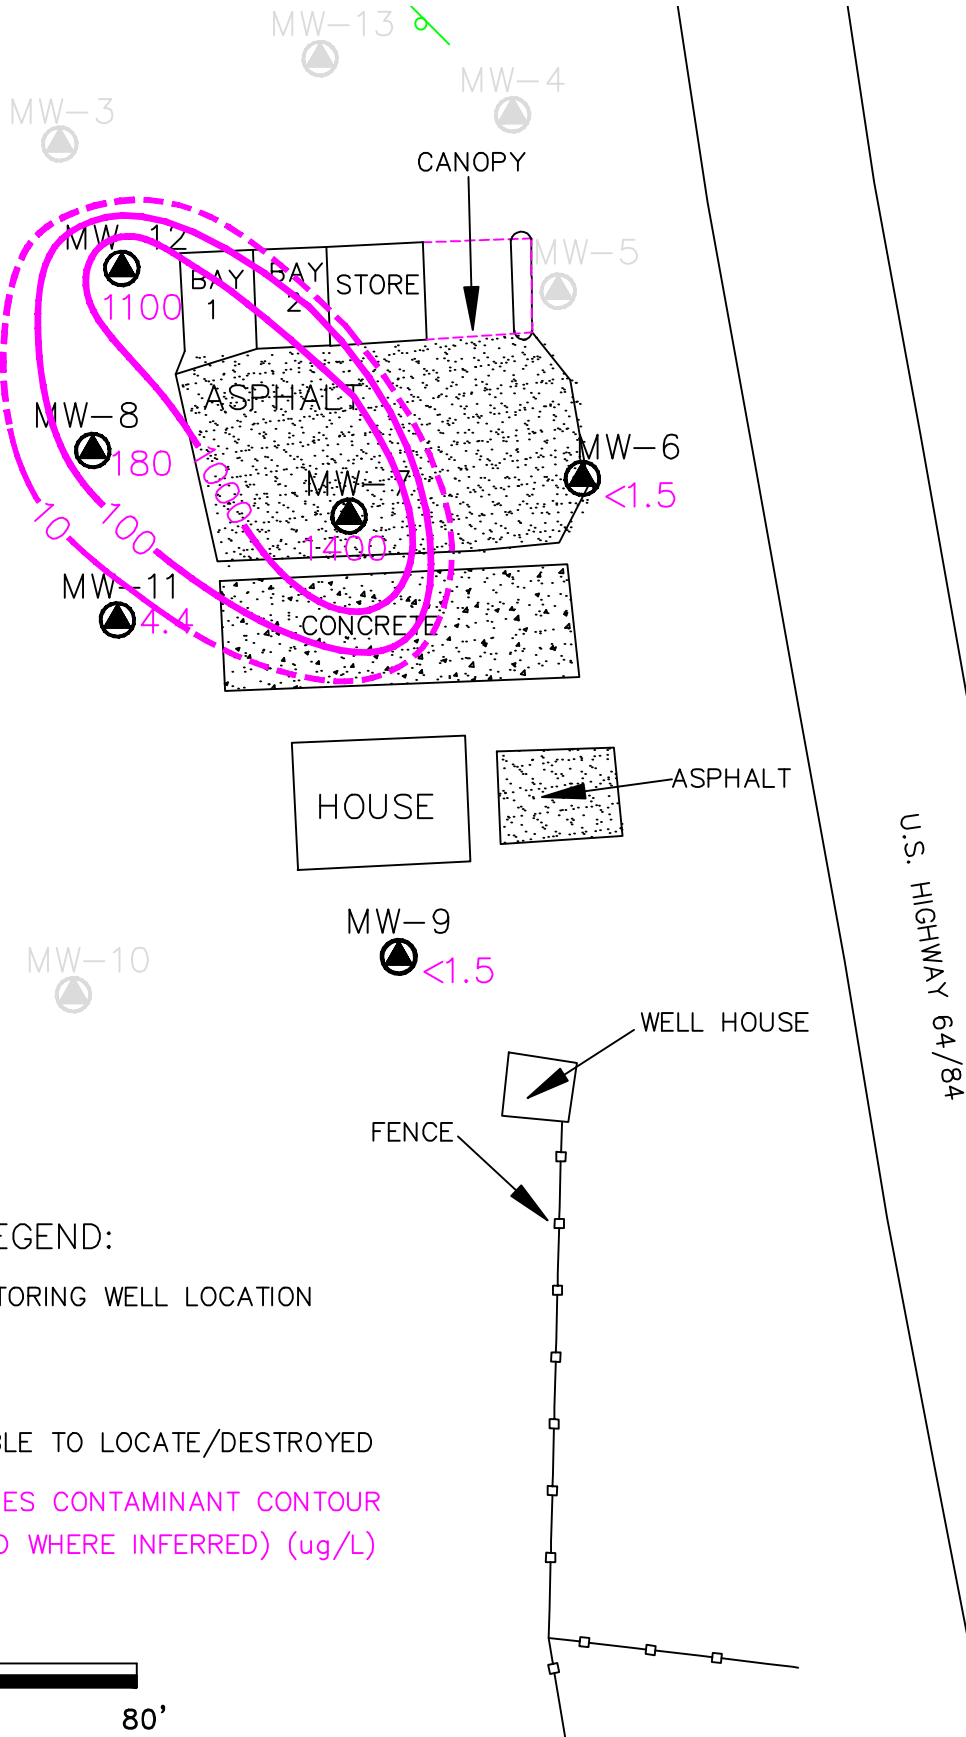 MW-13
MW-4
MW-3
CANOPY
MW-12
1100
BAY
1
BAY
2
STORE
MW-5
ASPHALT
MW-8
180
MW-6
<1.5
1000
MW-7
1400
10
100
MW-11
4.4
CONCRETE
HOUSE
ASPHALT
U.S. HIGHWAY 64/84
MW-9
<1.5
MW-10
WELL HOUSE
FENCE
EGEND:
TORING WELL LOCATION
BLE TO LOCATE/DESTROYED
ES CONTAMINANT CONTOUR
D WHERE INFERRED) (ug/L)
80'